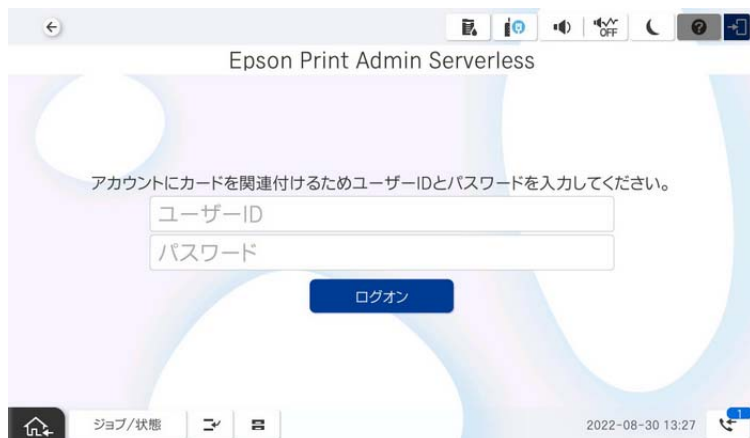 OFF
?
Epson Print Admin Serverless
アカウントにカードを関連付けるためユーザーIDとパスワードを入力してください。
ユーザーID
パスワード
ログオン
ジョブ/状態
2022-08-30 13:27
1